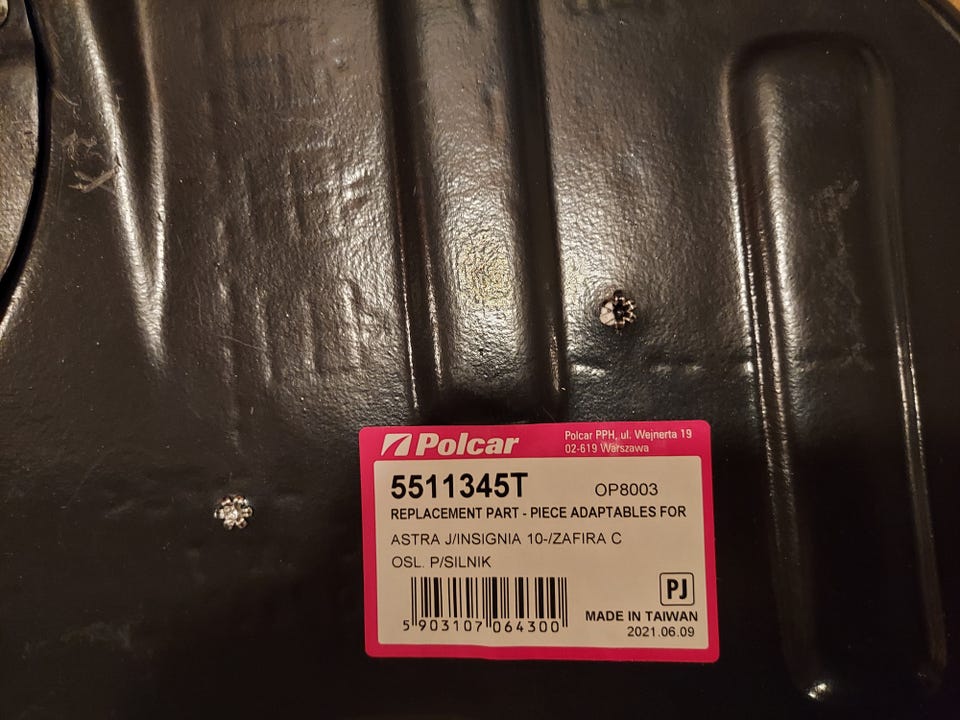 Polcar
Polcar PPH, ul. Wejnerta 19
02-619 Warszawa
5511345T
OP8003
REPLACEMENT PART - PIECE ADAPTABLES FOR
ASTRA J/INSIGNIA 10-/ZAFIRA C
OSL. P/SILNIK
PJ
5 903107 064300
MADE IN TAIWAN
2021.06.09